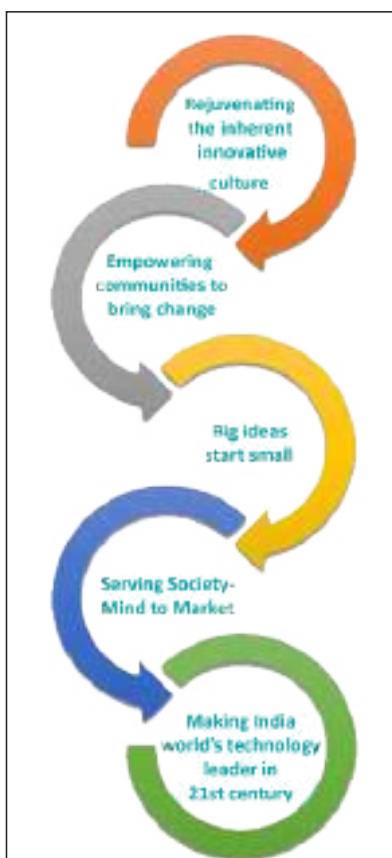 Rejuvenating
the inherent
innovative
culture
Empowering
communities to
bring change
Big ideas
start small
Serving Society-
Mind to Market
Making India
world's technology
leader in
21st century